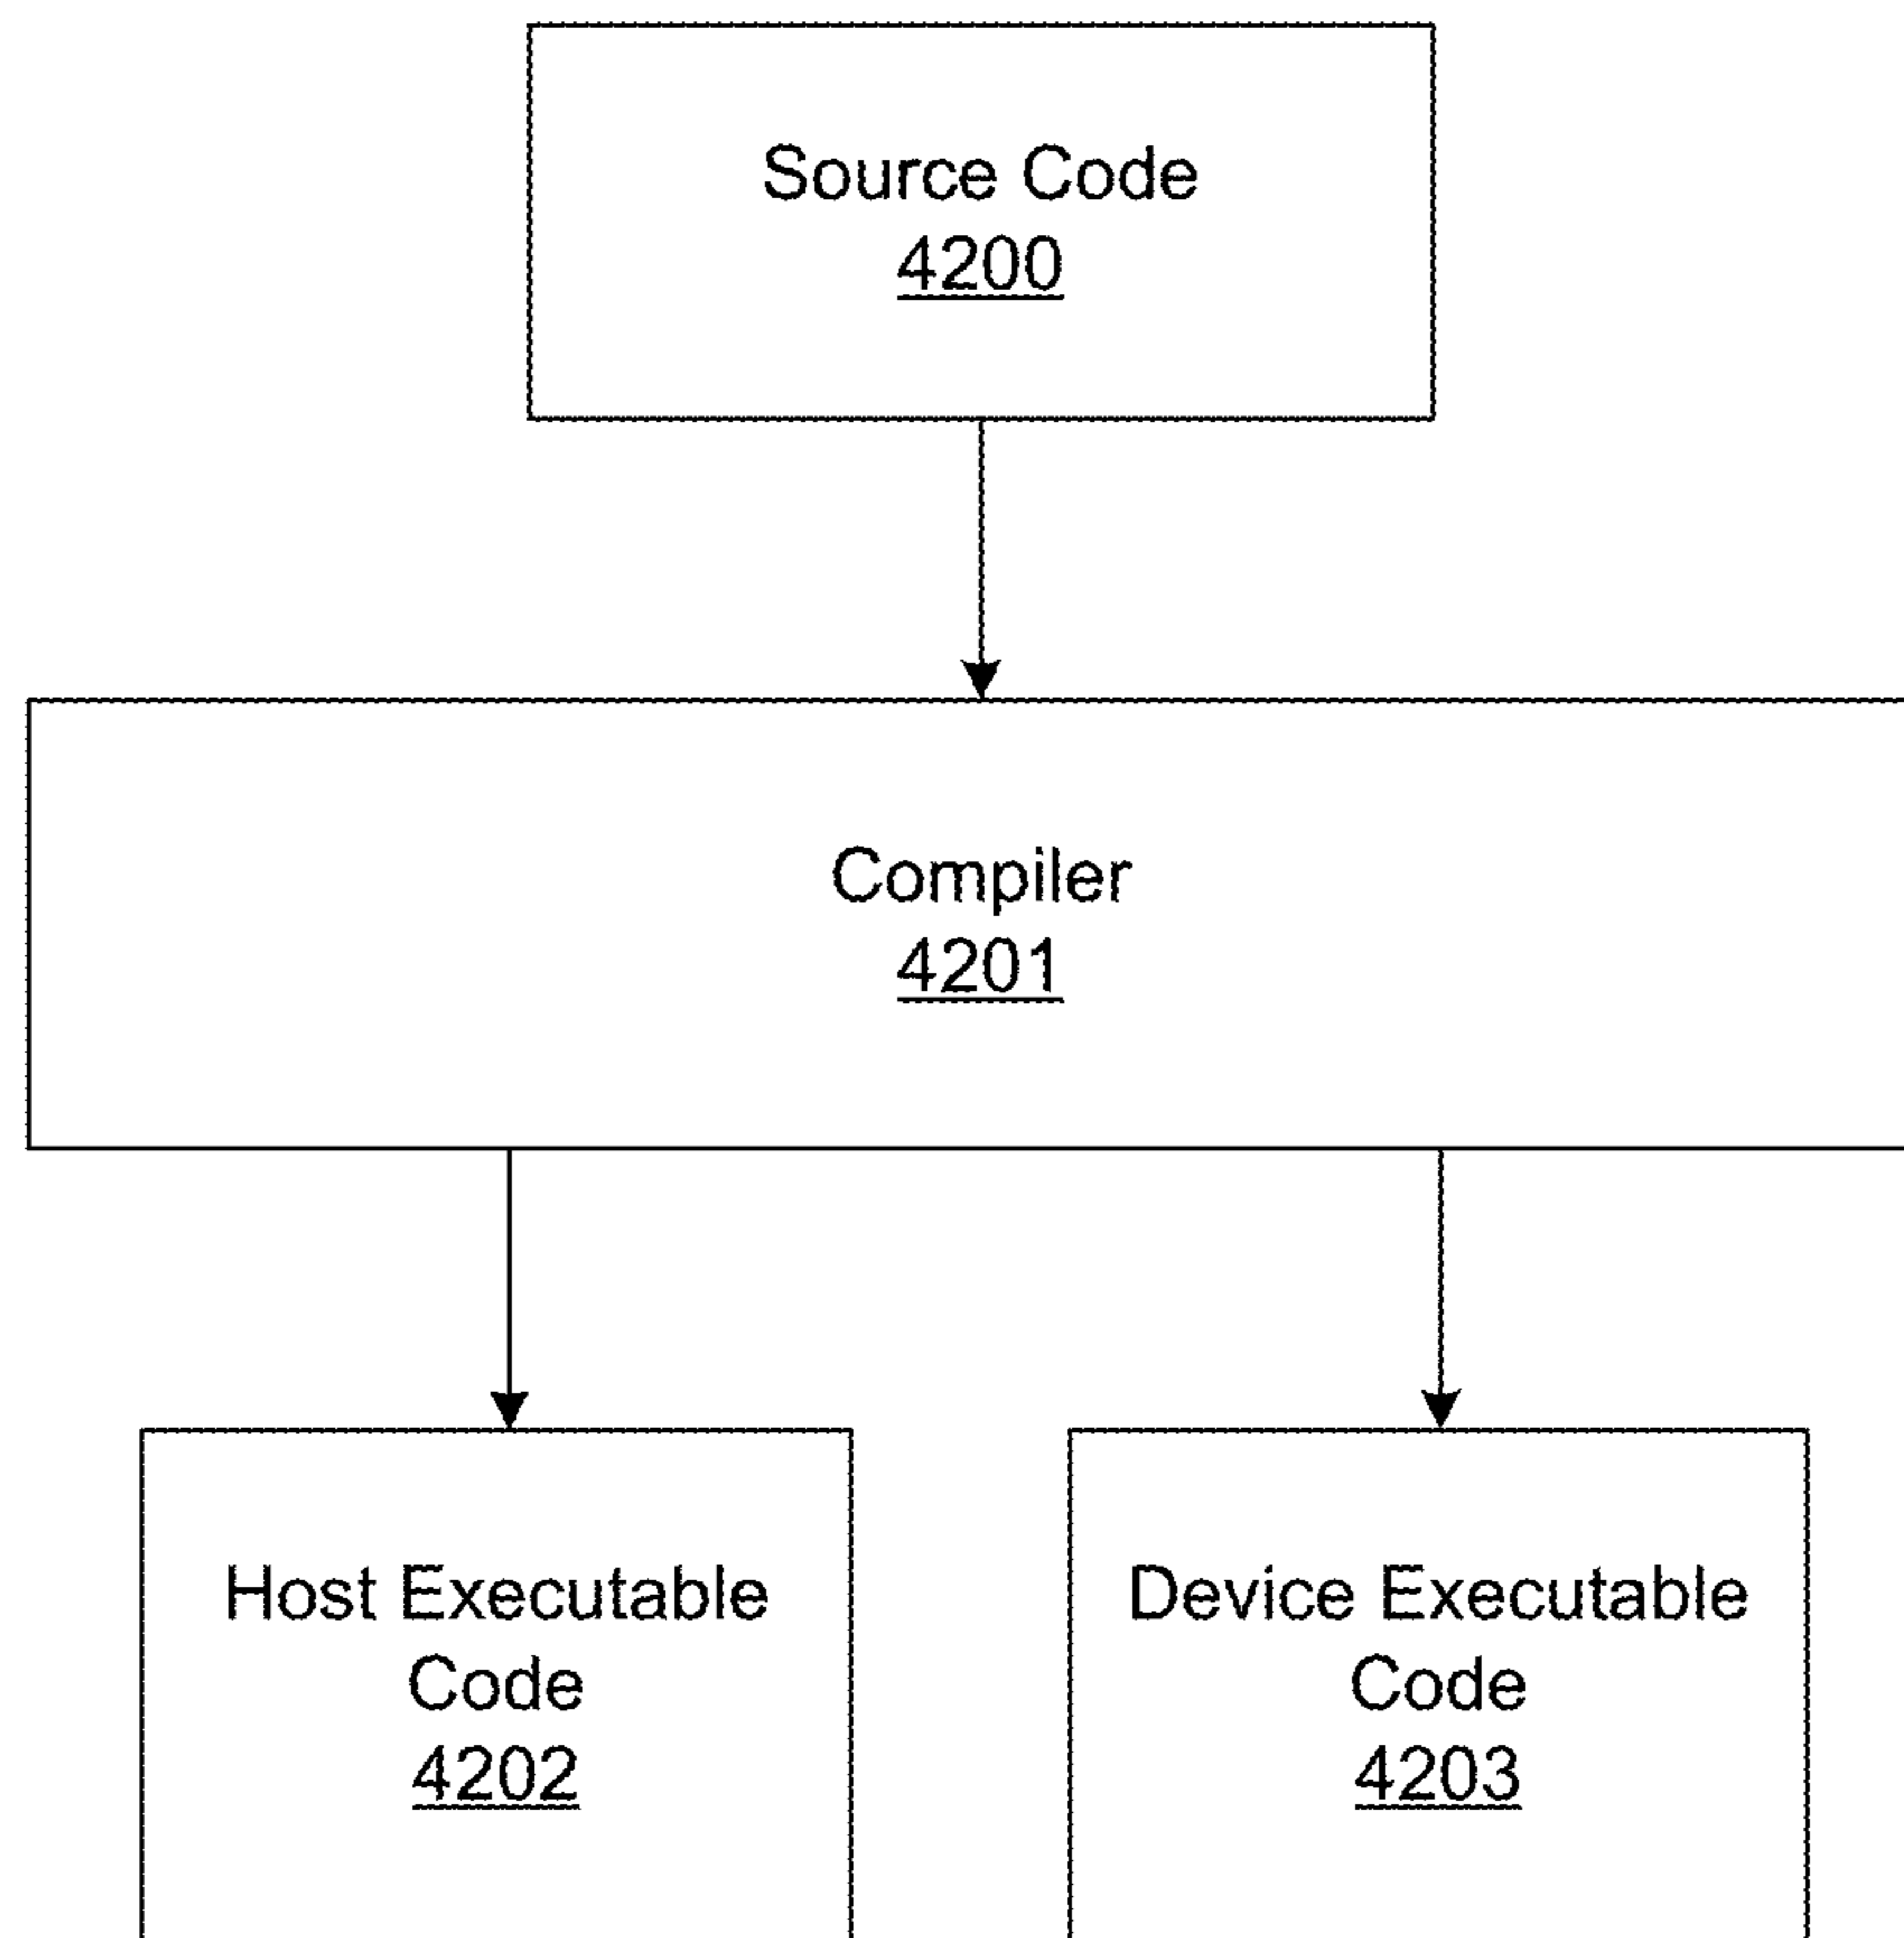 Source Code
4200
Compiler
4201
Host Executable
Code
4202
Device Executable
Code
4203